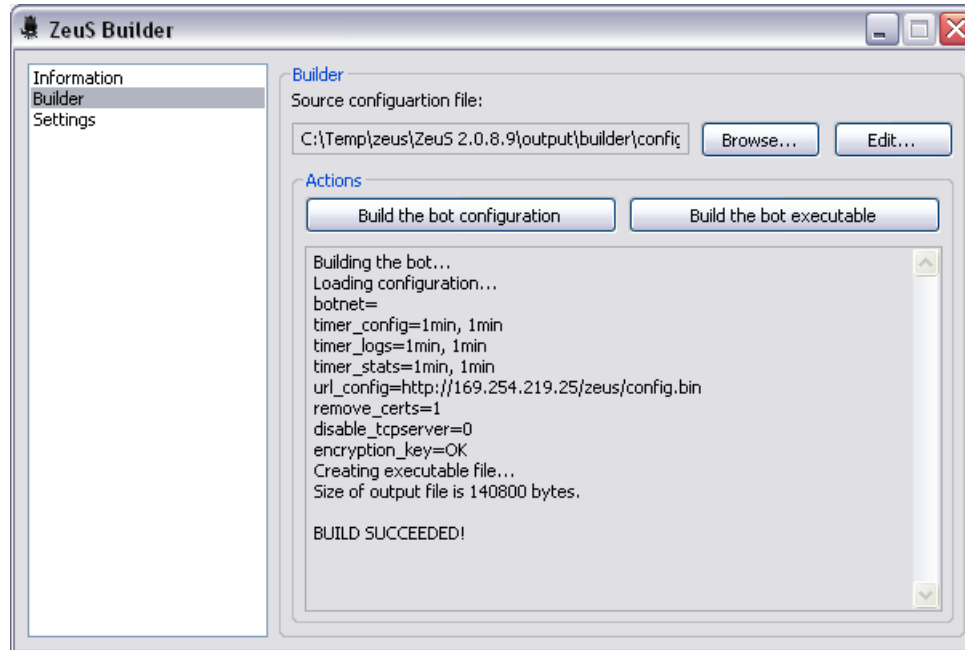 ZeuS Builder
Information
Builder
Settings
Builder
Source configuartion file:
C:\Temp\zeus\ZeuS 2.0.8.9\output\builder\config
Browse...
Edit...
Actions
Build the bot configuration
Build the bot executable
Building the bot...
Loading configuration...
botnet=
timer_config=1min, 1min
timer_logs=1min, 1min
timer_stats=1min, 1min
url_config=http://169.254.219.25/zeus/config.bin
remove_certs=1
disable_tcpserver=0
encryption_key=OK
Creating executable file...
Size of output file is 140800 bytes.
BUILD SUCCEEDED!